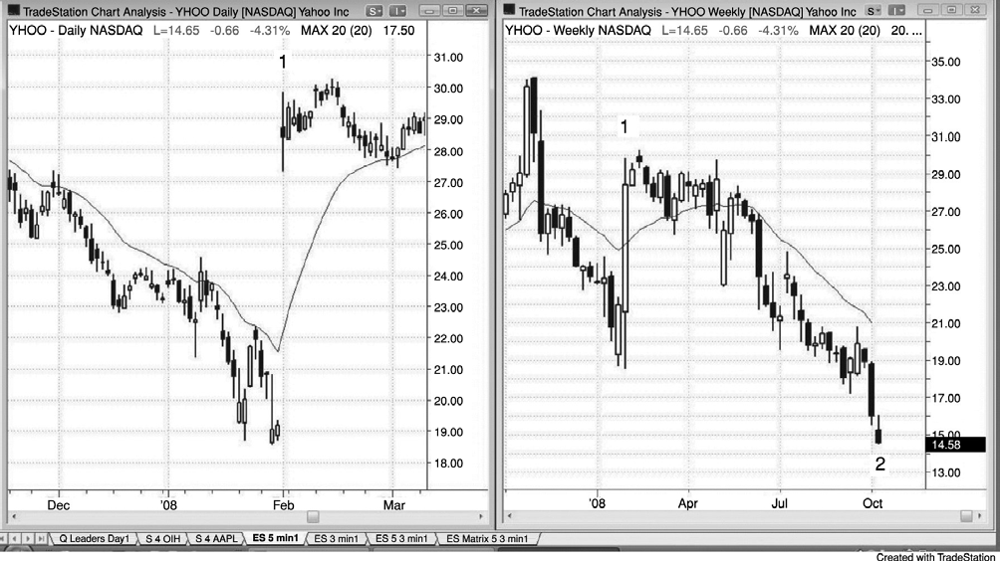 TradeStation Chart Analysis - YHOO Daily [NASDAQ] Yahoo Inc
S
I
YHOO - Daily NASDAQ L=14.65 -0.66 -4.31% MAX 20 (20) 17.50
1
31.00
30.00
29.00
28.00
27.00
26.00
25.00
24.00
23.00
22.00
21.00
20.00
19.00
18.00
Dec '08 Feb Mar
TradeStation Chart Analysis - YHOO Weekly [NASDAQ] Yahoo Inc
S
I
YHOO - Weekly NASDAQ L=14.65 -0.66 -4.31% MAX 20 (20) 20. ...
1
35.00
33.00
31.00
29.00
27.00
25.00
23.00
21.00
19.00
17.00
15.00
14.58
13.00
2
'08 Apr Jul Oct
Q Leaders Day1 S 4 OIH S 4 AAPL ES 5 min1 ES 3 min1 ES 5 3 min1 ES Matrix 5 3 min1
Created with TradeStation